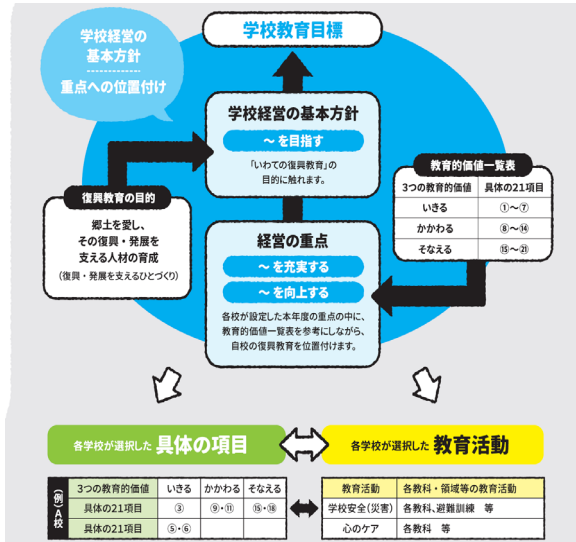 学校教育目標
学校経営の
基本方針
重点への位置付け
学校経営の基本方針
～を目指す
「いわての復興教育」の
目的に触れます。
復興教育の目的
郷土を愛し、
その復興・発展を
支える人材の育成
(復興・発展を支えるひとづくり)
教育的価値一覧表
3つの教育的価値 具体の21項目
いきる ①～⑦
かかわる ⑧～⑭
そなえる ⑮～㉑
経営の重点
～を充実する
～を向上する
各校が設定した本年度の重点の中に、
教育的価値一覧表を参考にしながら、
自校の復興教育を位置付けます。
各学校が選択した 具体の項目
各学校が選択した 教育活動
(例)A校
3つの教育的価値 いきる かかわる そなえる
具体の21項目 ③ ⑨・⑪ ⑮・⑱
具体の21項目 ⑤・⑥
教育活動 各教科・領域等の教育活動
学校安全(災害) 各教科、避難訓練 等
心のケア 各教科 等